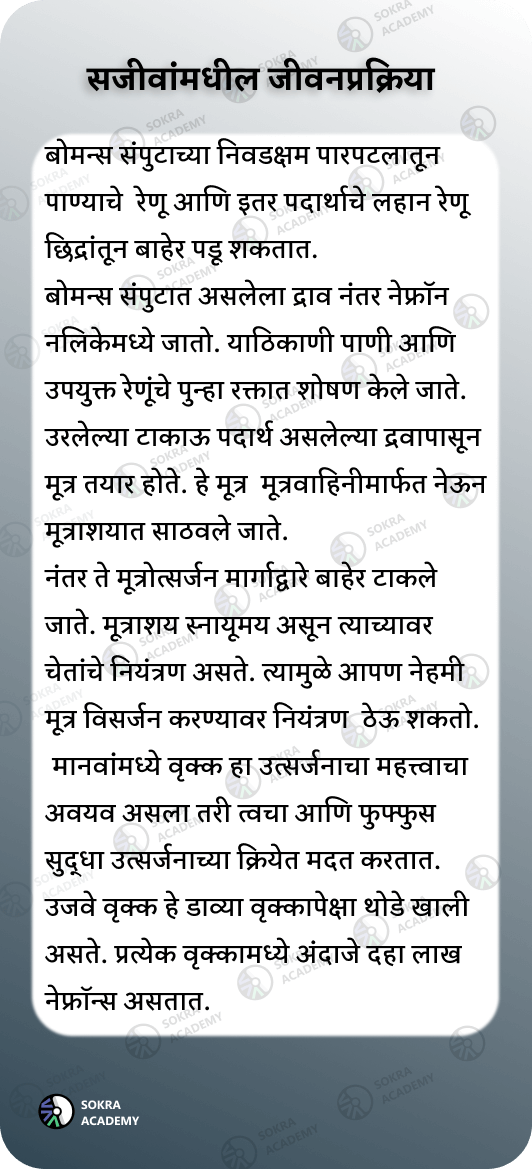 सजीवांमधील जीवनप्रक्रिया
बोमन्स संपुटाच्या निवडक्षम पारपटलातून
पाण्याचे रेणू आणि इतर पदार्थाचे लहान रेणू
छिद्रांतून बाहेर पडू शकतात.
बोमन्स संपुटात असलेला द्राव नंतर नेफ्रॉन
नलिकेमध्ये जातो. याठिकाणी पाणी आणि
उपयुक्त रेणूंचे पुन्हा रक्तात शोषण केले जाते.
उरलेल्या टाकाऊ पदार्थ असलेल्या द्रवापासून
मूत्र तयार होते. हे मूत्र मूत्रवाहिनीमार्फत नेऊन
मूत्राशयात साठवले जाते.
नंतर ते मूत्रोत्सर्जन मार्गाद्वारे बाहेर टाकले
जाते. मूत्राशय स्नायूमय असून त्याच्यावर
चेतांचे नियंत्रण असते. त्यामुळे आपण नेहमी
मूत्र विसर्जन करण्यावर नियंत्रण ठेऊ शकतो.
मानवांमध्ये वृक्क हा उत्सर्जनाचा महत्त्वाचा
अवयव असला तरी त्वचा आणि फुफ्फुस
सुद्धा उत्सर्जनाच्या क्रियेत मदत करतात.
उजवे वृक्क हे डाव्या वृक्कापेक्षा थोडे खाली
असते. प्रत्येक वृक्कामध्ये अंदाजे दहा लाख
नेफ्रॉन्स असतात.
SOKRA
ACADEMY